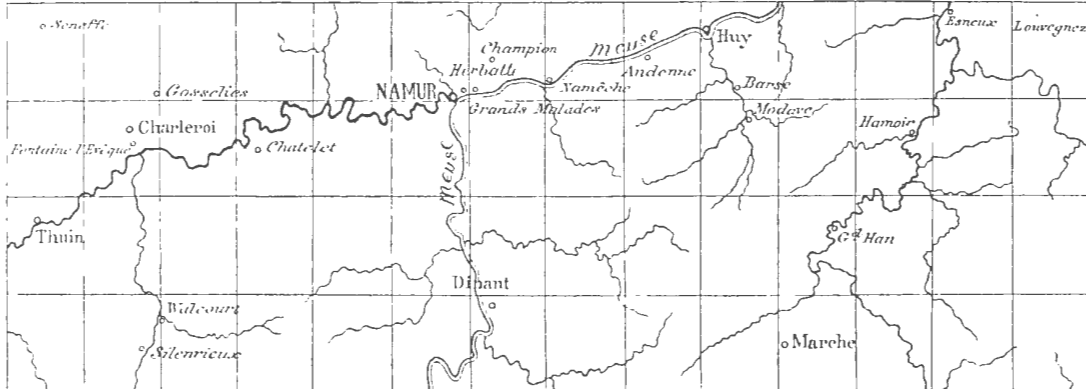 Seneffe
Esneux
Louvegnez
Huy
meuse
Champion
Andenne
Herbatte
NAMUR
Namêche
Barse
Gosselies
Grands Malades
Modave
Charleroi
Hamoir
Fontaine l'Evêque
Chatelet
meuse
Thuin
Gd Han
Dinant
Walcourt
Marche
Silenrieux